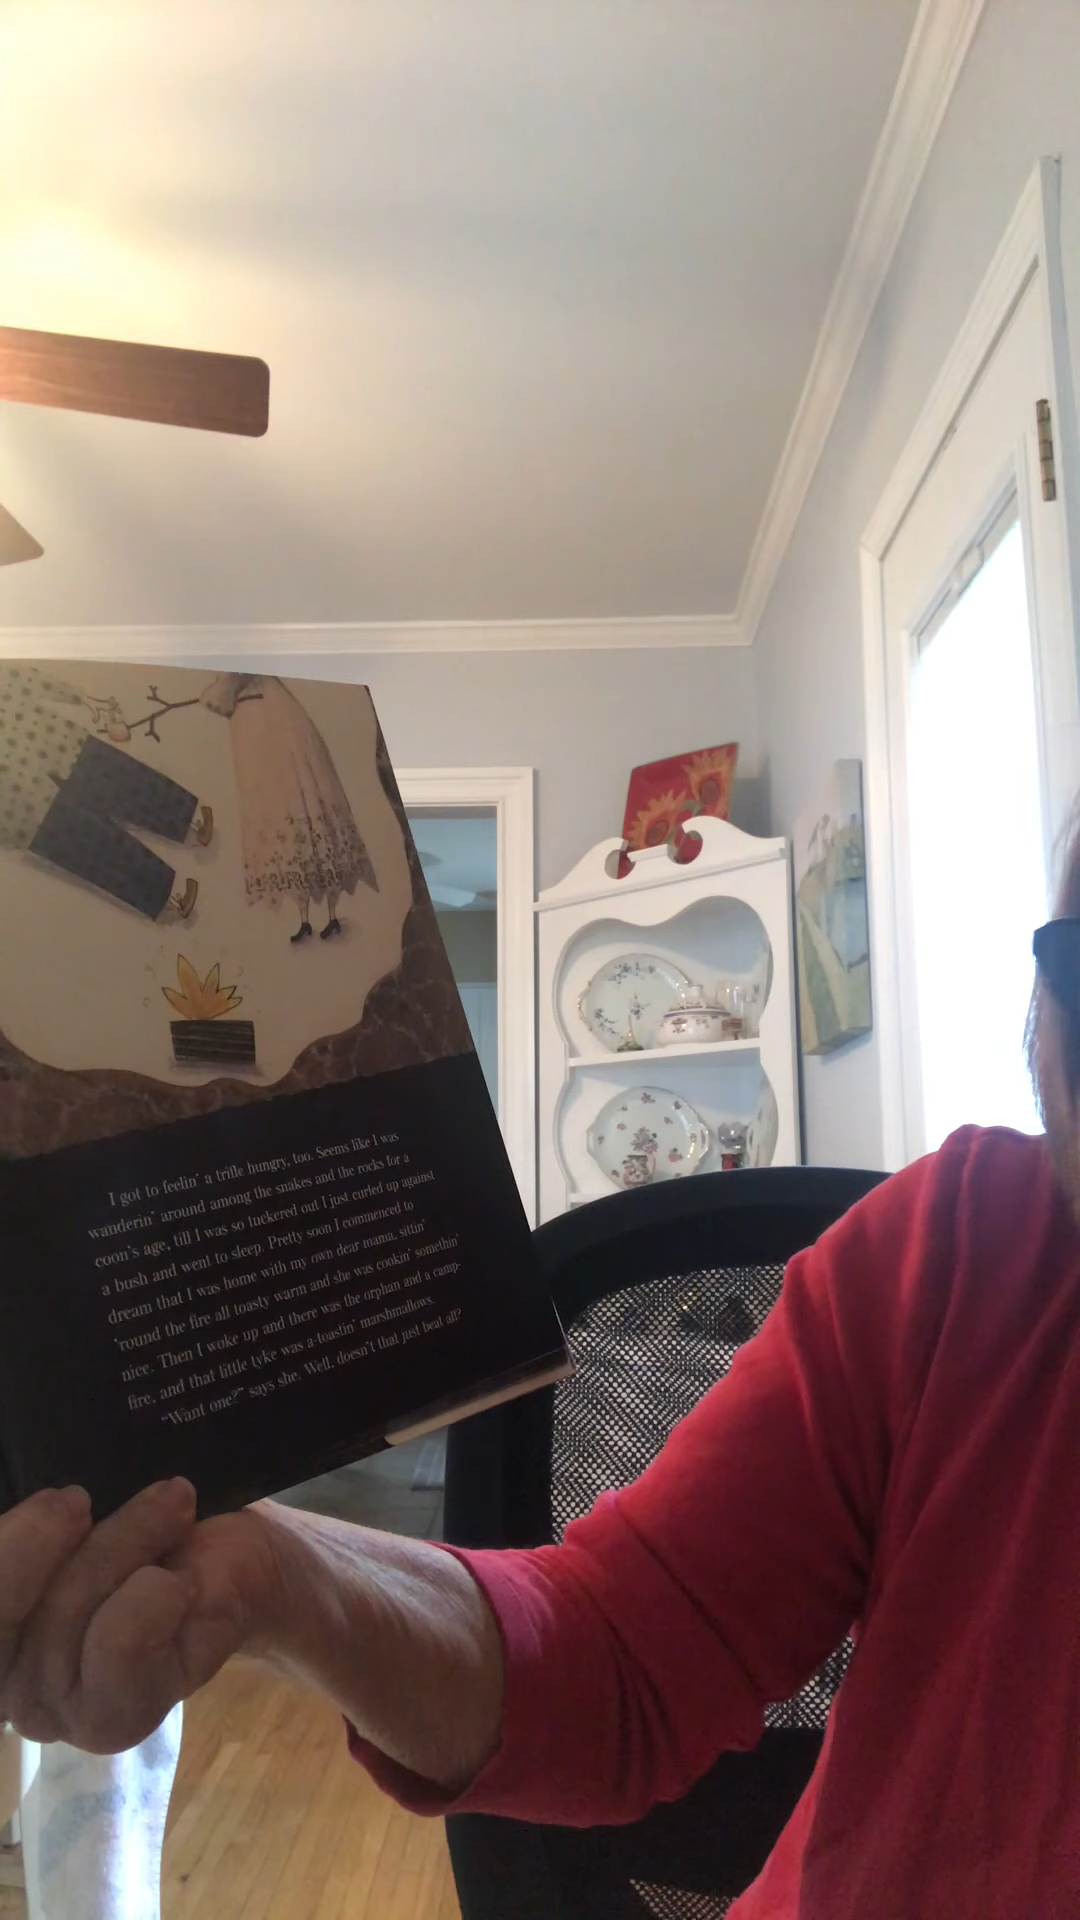 I got to feelin' a trifle hungry, too. Seems like I was
wanderin' around among the snakes and the rocks for a
coon's age, till I was so tuckered out I just curled up against
a bush and went to sleep. Pretty soon I commenced to
dream that I was home with my own dear mama, sittin'
'round the fire all toasty warm and she was cookin' somethin'
nice. Then I woke up and there was the orphan and a camp-
fire, and that little tyke was a-toastin' marshmallows.
“Want one?” says she. Well, doesn't that just beat all?